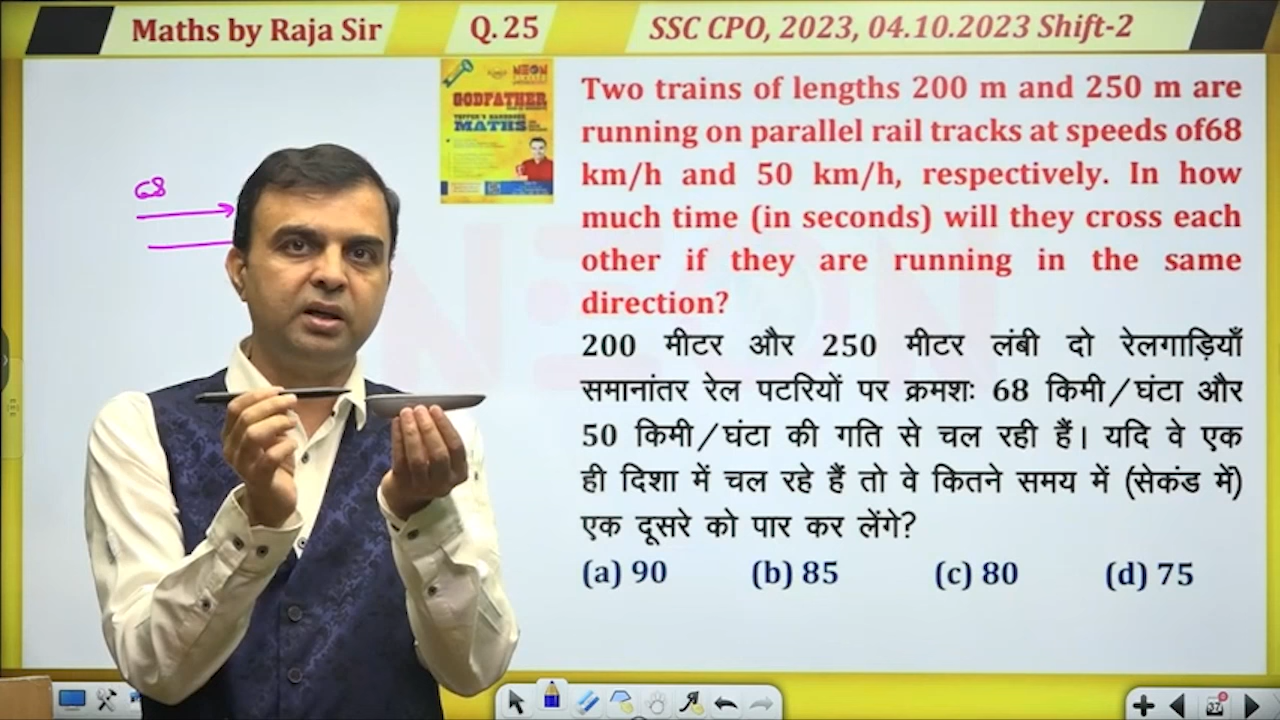 Maths by Raja Sir
Q. 25
SSC CPO, 2023, 04.10.2023 Shift-2
NEON
GODFATHER
MATHS
68
Two trains of lengths 200 m and 250 m are
running on parallel rail tracks at speeds of68
km/h and 50 km/h, respectively. In how
much time (in seconds) will they cross each
other if they are running in the same
direction?
200 मीटर और 250 मीटर लंबी दो रेलगाड़ियाँ
समानांतर रेल पटरियों पर क्रमशः 68 किमी/घंटा और
50 किमी/घंटा की गति से चल रही हैं। यदि वे एक
ही दिशा में चल रहे हैं तो वे कितने समय में (सेकंड में)
एक दूसरे को पार कर लेंगे?
(a) 90 (b) 85 (c) 80 (d) 75
37